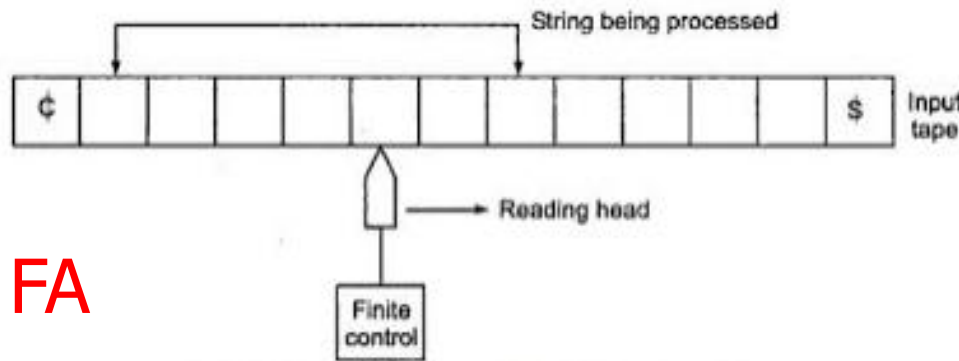 String being processed
¢
$
Input
tape
Reading head
FA
Finite
control